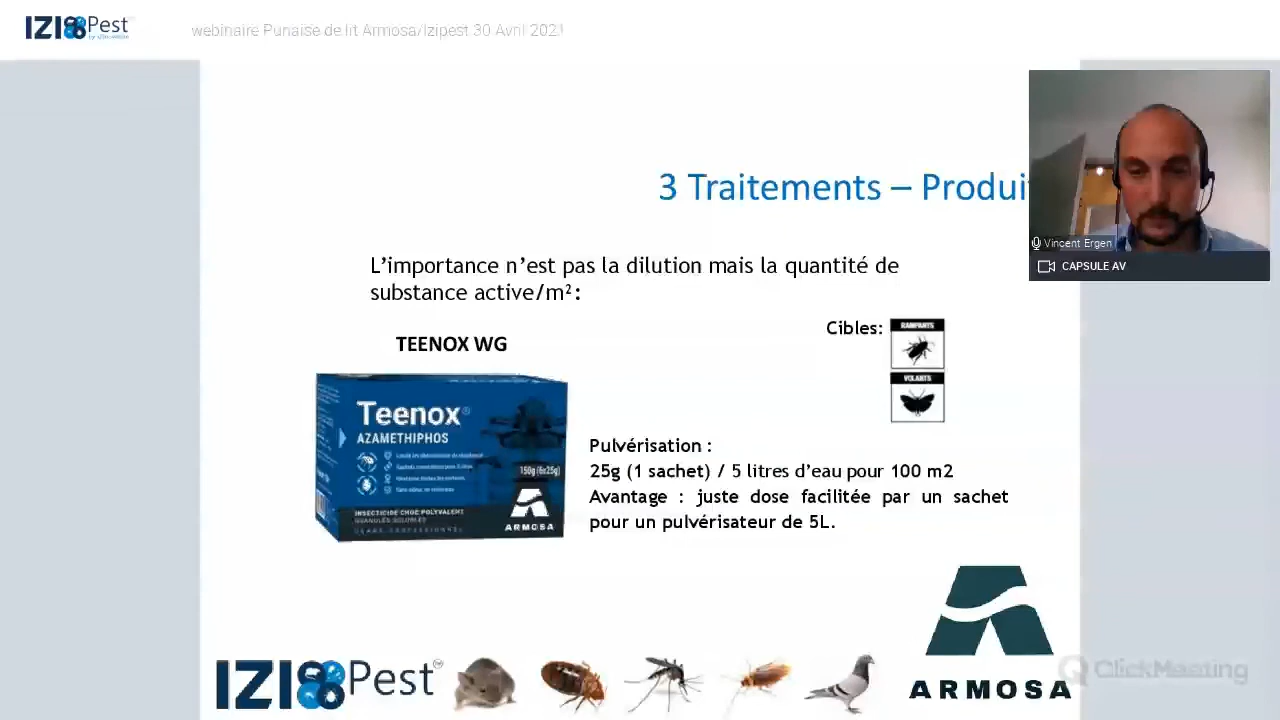 IZI Pest
webinaire Punaise de lit Armosa/Izipest 30 Avril 2021
3 Traitements – Produi
Vincent Ergen
CAPSULE AV
L’importance n’est pas la dilution mais la quantité de
substance active/m²:
Cibles:
RAMPANTS
VOLANTS
TEENOX WG
Teenox®
AZAMETHIPHOS
150g (6x25g)
INSECTICIDE CHOC POLYVALENT
GRANULÉS SOLUBLES
ARMOSA
Pulvérisation :
25g (1 sachet) / 5 litres d’eau pour 100 m2
Avantage : juste dose facilitée par un sachet
pour un pulvérisateur de 5L.
IZI Pest™
ARMOSA
ClickMeeting